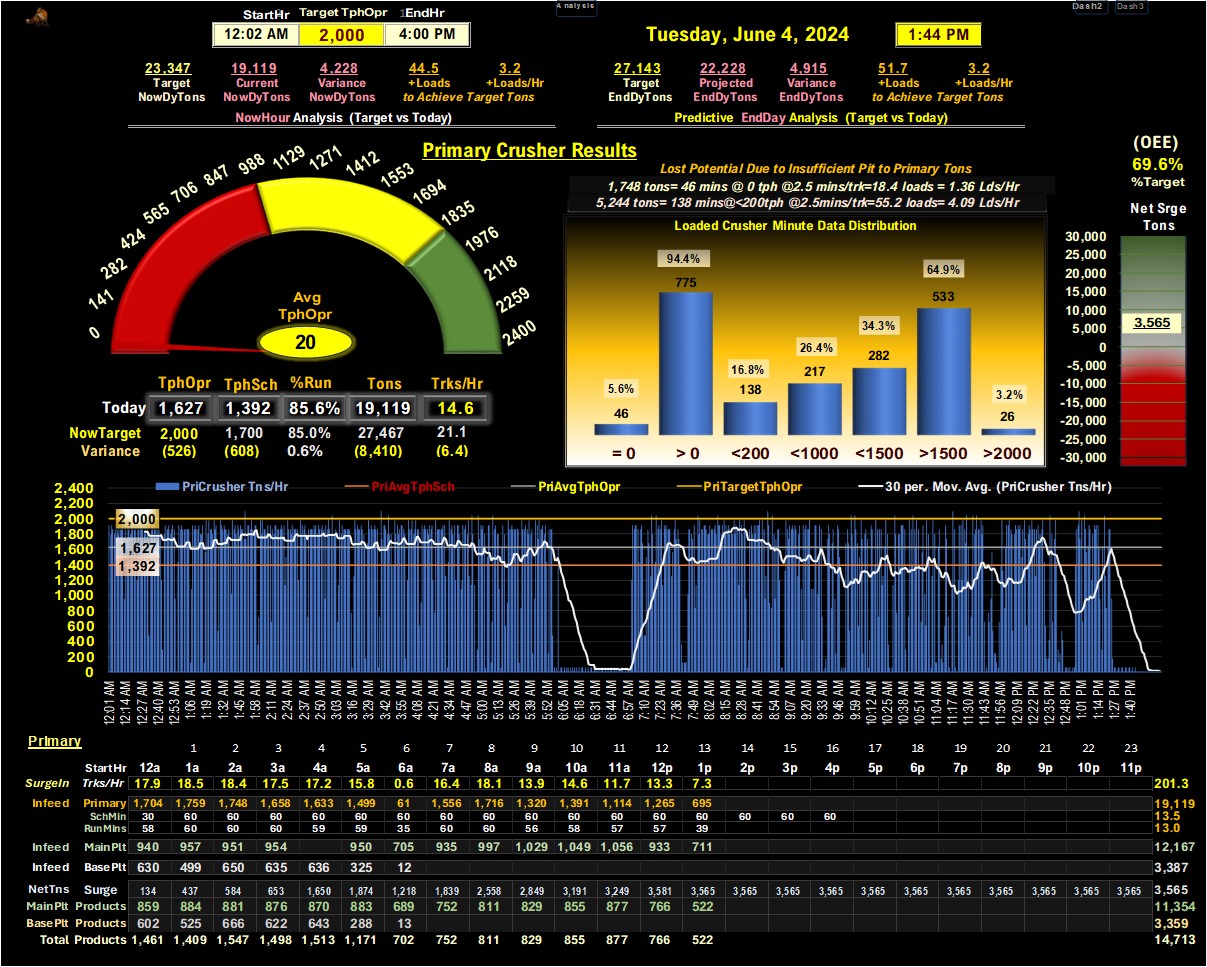 Analysis
Dash2 Dash3
StartHr Target TphOpr 1EndHr
12:02 AM 2,000 4:00 PM
Tuesday, June 4, 2024 1:44 PM
23,347 19,119 4,228 44.5 3.2
Target Current Variance +Loads +Loads/Hr
NowDyTons NowDyTons NowDyTons to Achieve Target Tons
NowHour Analysis (Target vs Today)
27,143 22,228 4,915 51.7 3.2
Target Projected Variance +Loads +Loads/Hr
EndDyTons EndDyTons EndDyTons to Achieve Target Tons
Predictive EndDay Analysis (Target vs Today)
Primary Crusher Results
0 141 282 424 565 706 847 988 1129 1271 1412 1553 1694 1835 1976 2118 2259 2400
Avg
TphOpr
20
TphOpr TphSch %Run Tons Trks/Hr
Today 1,627 1,392 85.6% 19,119 14.6
NowTarget 2,000 1,700 85.0% 27,467 21.1
Variance (526) (608) 0.6% (8,410) (6.4)
Lost Potential Due to Insufficient Pit to Primary Tons
1,748 tons= 46 mins @ 0 tph @2.5 mins/trk=18.4 loads = 1.36 Lds/Hr
5,244 tons= 138 mins@<200tph @2.5mins/trk=55.2 loads= 4.09 Lds/Hr
Loaded Crusher Minute Data Distribution
5.6% 94.4% 16.8% 26.4% 34.3% 64.9% 3.2%
46 775 138 217 282 533 26
= 0 > 0 <200 <1000 <1500 >1500 >2000
(OEE)
69.6%
%Target
Net Srge
Tons
30,000
25,000
20,000
15,000
10,000
5,000
0
-5,000
-10,000
-15,000
-20,000
-25,000
-30,000
3,565
PriCrusher Tns/Hr PriAvgTphSch PriAvgTphOpr PriTargetTphOpr 30 per. Mov. Avg. (PriCrusher Tns/Hr)
2,400
2,200
2,000
1,800
1,600
1,400
1,200
1,000
800
600
400
200
0
2,000
1,627
1,392
12:01 AM 12:14 AM 12:27 AM 12:40 AM 12:53 AM 1:06 AM 1:19 AM 1:32 AM 1:45 AM 1:58 AM 2:11 AM 2:24 AM 2:37 AM 2:50 AM 3:03 AM 3:16 AM 3:29 AM 3:42 AM 3:55 AM 4:08 AM 4:21 AM 4:34 AM 4:47 AM 5:00 AM 5:13 AM 5:26 AM 5:39 AM 5:52 AM 6:05 AM 6:18 AM 6:31 AM 6:44 AM 6:57 AM 7:10 AM 7:23 AM 7:36 AM 7:49 AM 8:02 AM 8:15 AM 8:28 AM 8:41 AM 8:54 AM 9:07 AM 9:20 AM 9:33 AM 9:46 AM 9:59 AM 10:12 AM 10:25 AM 10:38 AM 10:51 AM 11:04 AM 11:17 AM 11:30 AM 11:43 AM 11:56 AM 12:09 PM 12:22 PM 12:35 PM 12:48 PM 1:01 PM 1:14 PM 1:27 PM 1:40 PM
Primary
1 2 3 4 5 6 7 8 9 10 11 12 13 14 15 16 17 18 19 20 21 22 23
StartHr 12a 1a 2a 3a 4a 5a 6a 7a 8a 9a 10a 11a 12p 1p 2p 3p 4p 5p 6p 7p 8p 9p 10p 11p
SurgeIn Trks/Hr 17.9 18.5 18.4 17.5 17.2 15.8 0.6 16.4 18.1 13.9 14.6 11.7 13.3 7.3 201.3
Infeed Primary 1,704 1,759 1,748 1,658 1,633 1,499 61 1,556 1,716 1,320 1,391 1,114 1,265 695 19,119
SchMin 30 60 60 60 60 60 60 60 60 60 60 60 60 60 60 60 60 13.5
RunMins 58 60 60 60 59 59 35 60 60 56 58 57 57 39 13.0
Infeed MainPlt 940 957 951 954 950 705 935 997 1,029 1,049 1,056 933 711 12,167
Infeed BasePlt 630 499 650 635 636 325 12 3,387
NetTns Surge 134 437 584 653 1,650 1,874 1,218 1,839 2,558 2,849 3,191 3,249 3,581 3,565 3,565 3,565 3,565 3,565 3,565 3,565 3,565 3,565 3,565 3,565 3,565
MainPlt Products 859 884 881 876 870 883 689 752 811 829 855 877 766 522 11,354
BasePlt Products 602 525 666 622 643 288 13 3,359
Total Products 1,461 1,409 1,547 1,498 1,513 1,171 702 752 811 829 855 877 766 522 14,713